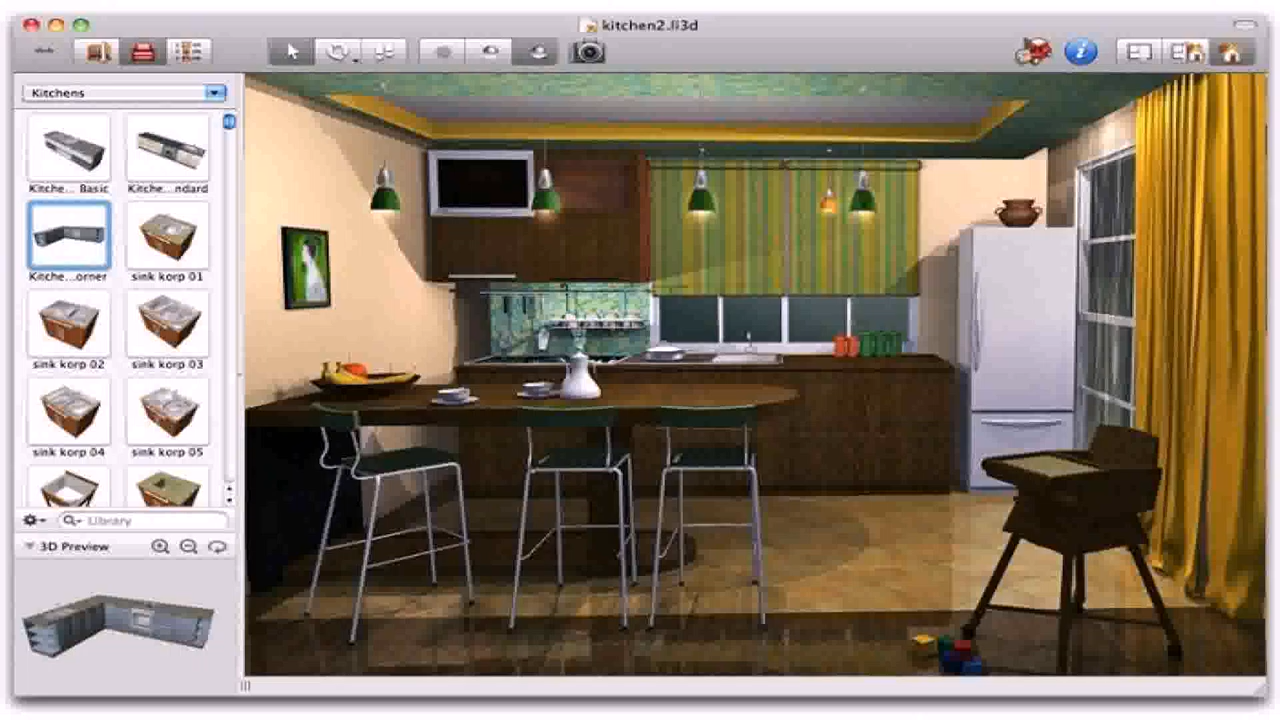 kitchen2.li3d
Kitchens
Kitche... Basic
Kitche...ndard
Kitche...orner
sink korp 01
sink korp 02
sink korp 03
sink korp 04
sink korp 05
Library
3D Preview